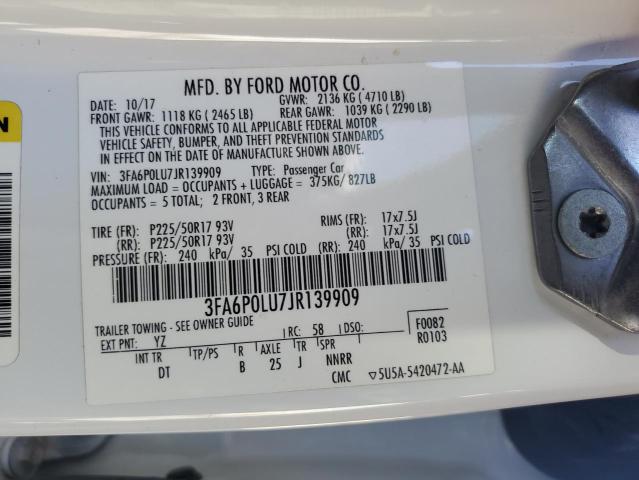 MFD. BY FORD MOTOR CO.
DATE: 10/17 GVWR: 2136 KG ( 4710 LB)
FRONT GAWR: 1118 KG ( 2465 LB) REAR GAWR: 1039 KG ( 2290 LB)
THIS VEHICLE CONFORMS TO ALL APPLICABLE FEDERAL MOTOR
VEHICLE SAFETY, BUMPER, AND THEFT PREVENTION STANDARDS
IN EFFECT ON THE DATE OF MANUFACTURE SHOWN ABOVE.
VIN: 3FA6P0LU7JR139909 TYPE: Passenger Car
MAXIMUM LOAD = OCCUPANTS + LUGGAGE = 375KG/ 827LB
OCCUPANTS = 5 TOTAL; 2 FRONT, 3 REAR
TIRE (FR): P225/50R17 93V RIMS (FR): 17x7.5J
(RR): P225/50R17 93V (RR): 17x7.5J
PRESSURE (FR): 240 kPa/ 35 PSI COLD (RR): 240 kPa/ 35 PSI COLD
3FA6P0LU7JR139909
TRAILER TOWING - SEE OWNER GUIDE
EXT PNT: YZ RC: 58 DSO: F0082
R0103
INT TR TP/PS R AXLE TR SPR
DT B 25 J NNRR
CMC ▽5U5A-5420472-AA